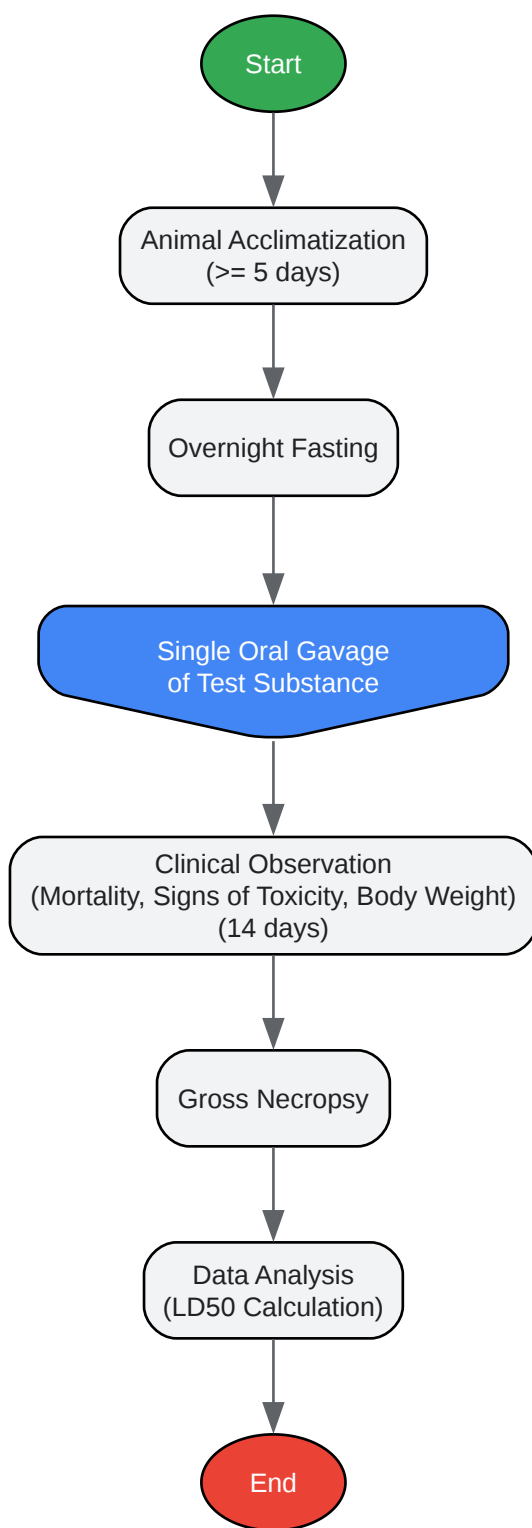 Start
Animal Acclimatization
(>= 5 days)
Overnight Fasting
Single Oral Gavage
of Test Substance
Clinical Observation
(Mortality, Signs of Toxicity, Body Weight)
(14 days)
Gross Necropsy
Data Analysis
(LD50 Calculation)
End